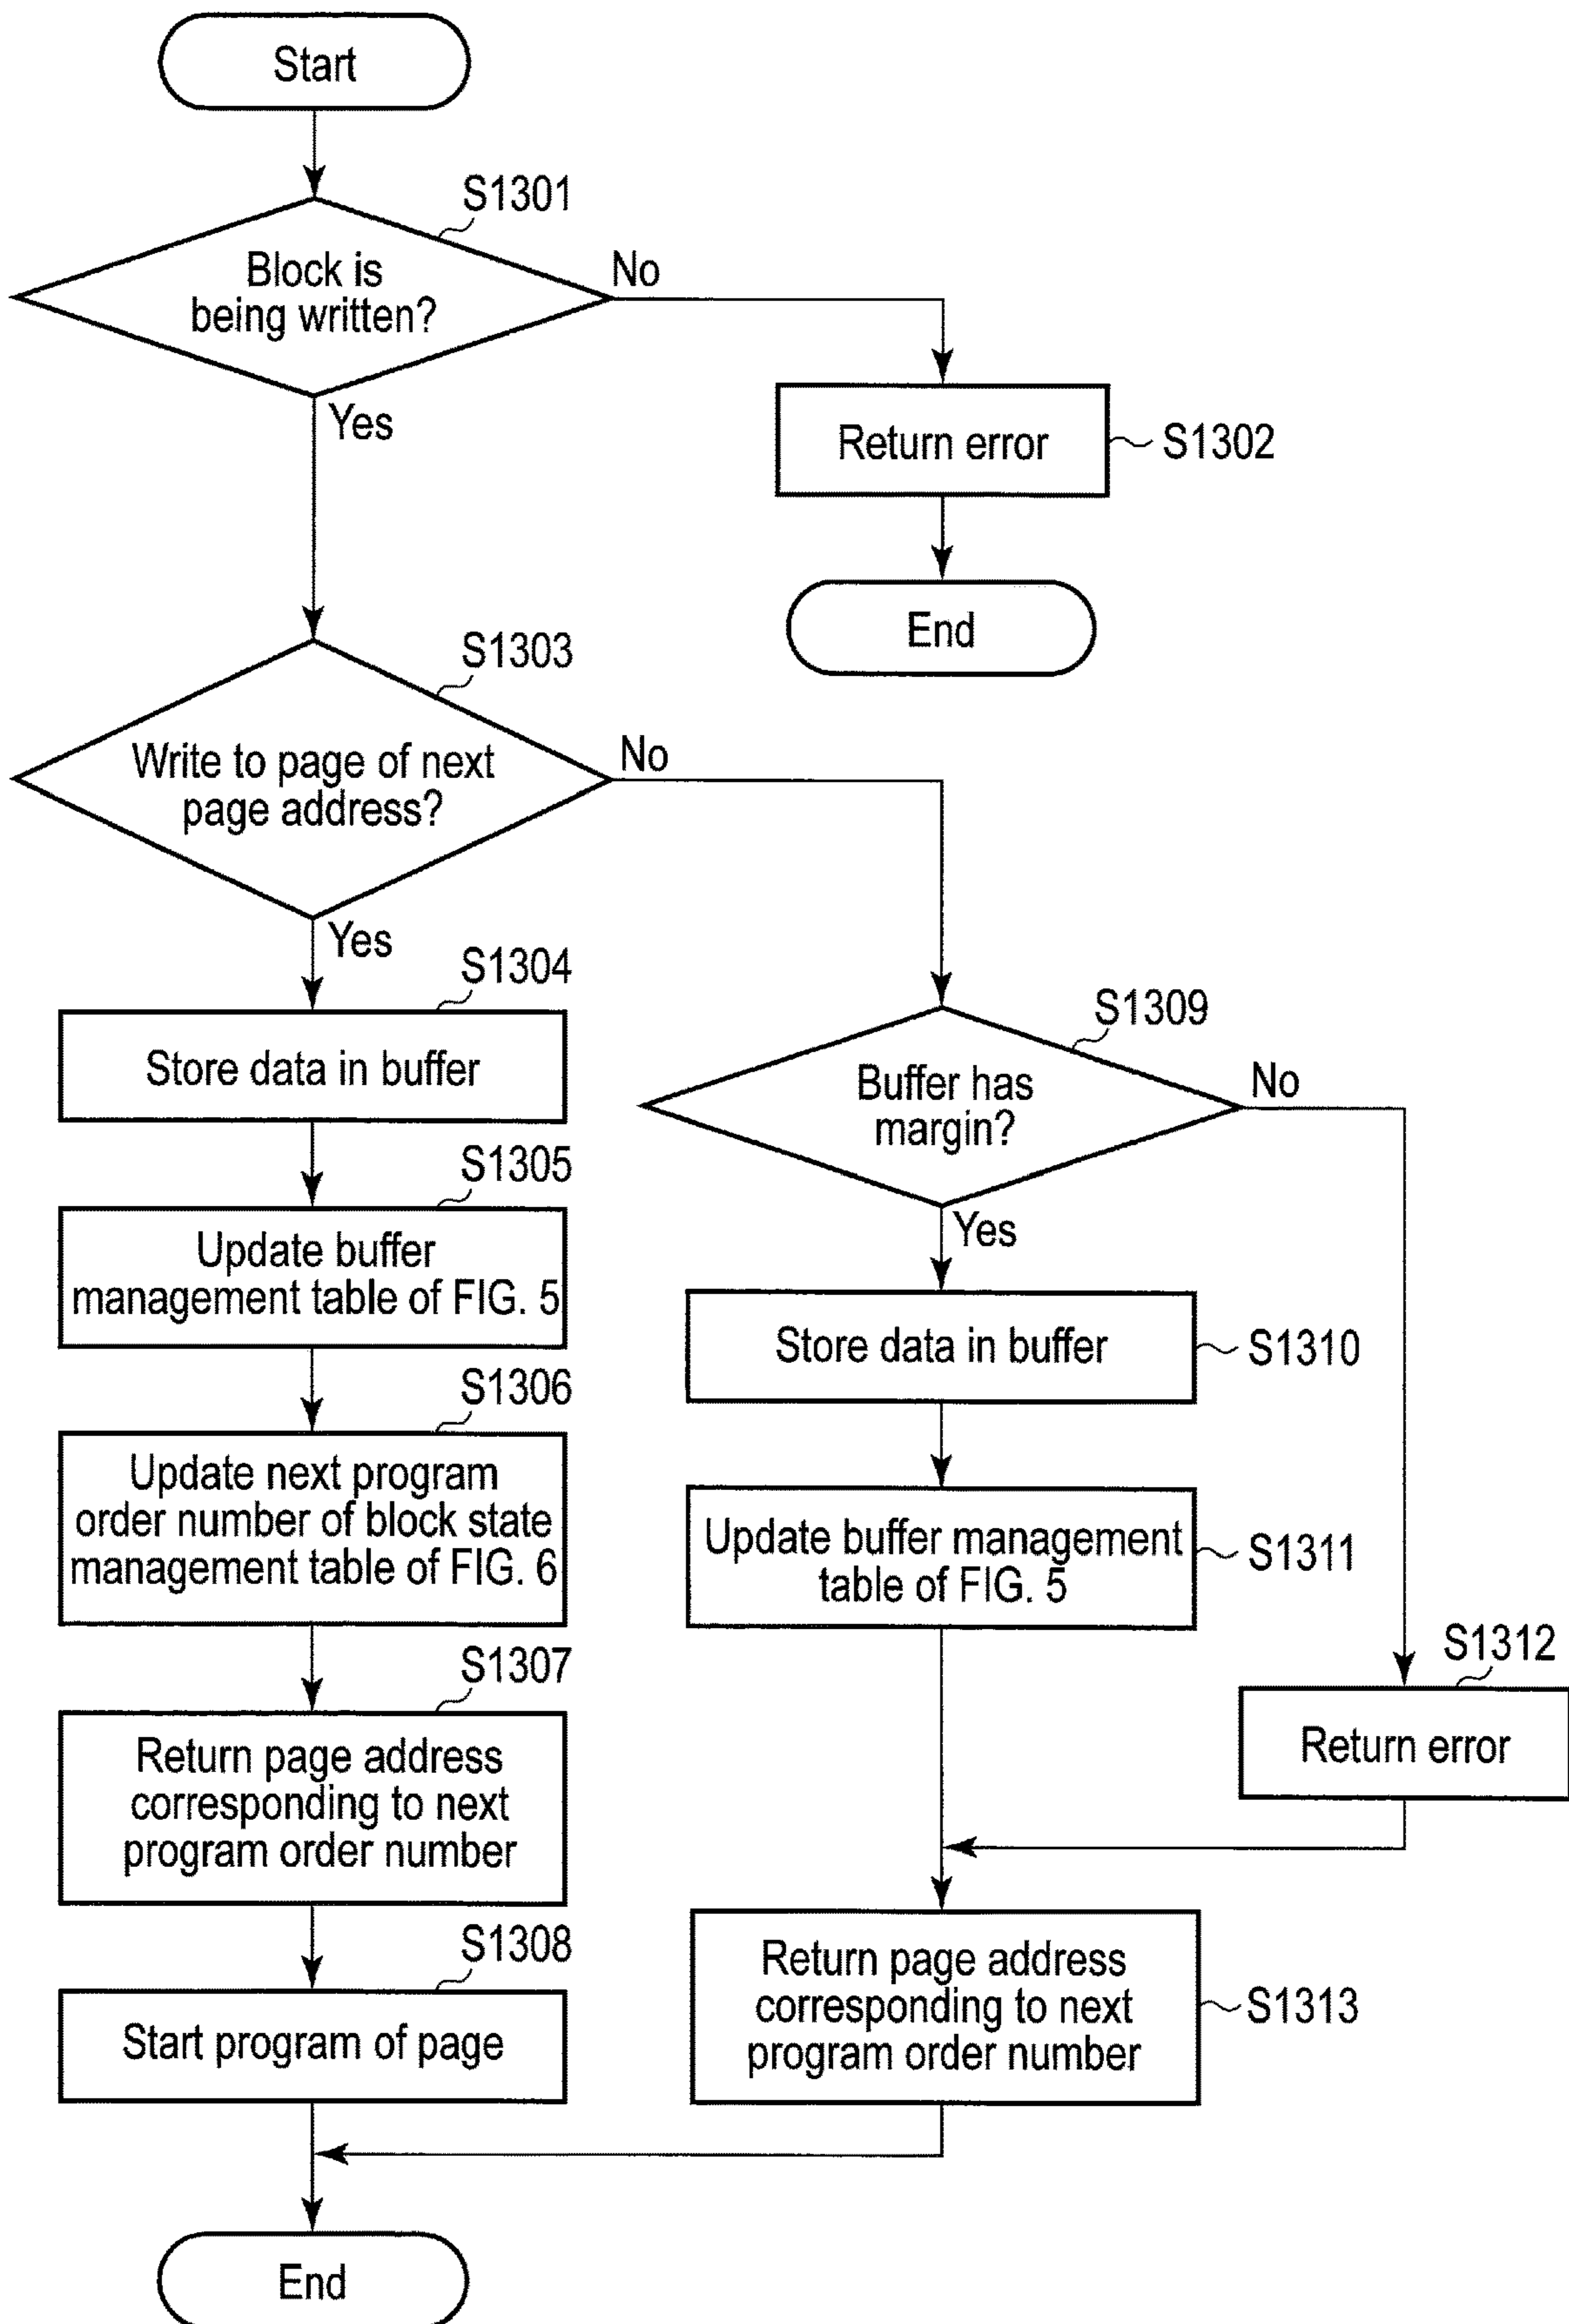 Start
S1301
Block is
being written?
No
Yes
Return error
S1302
End
S1303
Write to page of next
page address?
No
Yes
S1304
Store data in buffer
S1305
Update buffer
management table of FIG. 5
S1306
Update next program
order number of block state
management table of FIG. 6
S1307
Return page address
corresponding to next
program order number
S1308
Start program of page
S1309
Buffer has
margin?
No
Yes
Store data in buffer
S1310
Update buffer management
table of FIG. 5
S1311
S1312
Return error
Return page address
corresponding to next
program order number
S1313
End